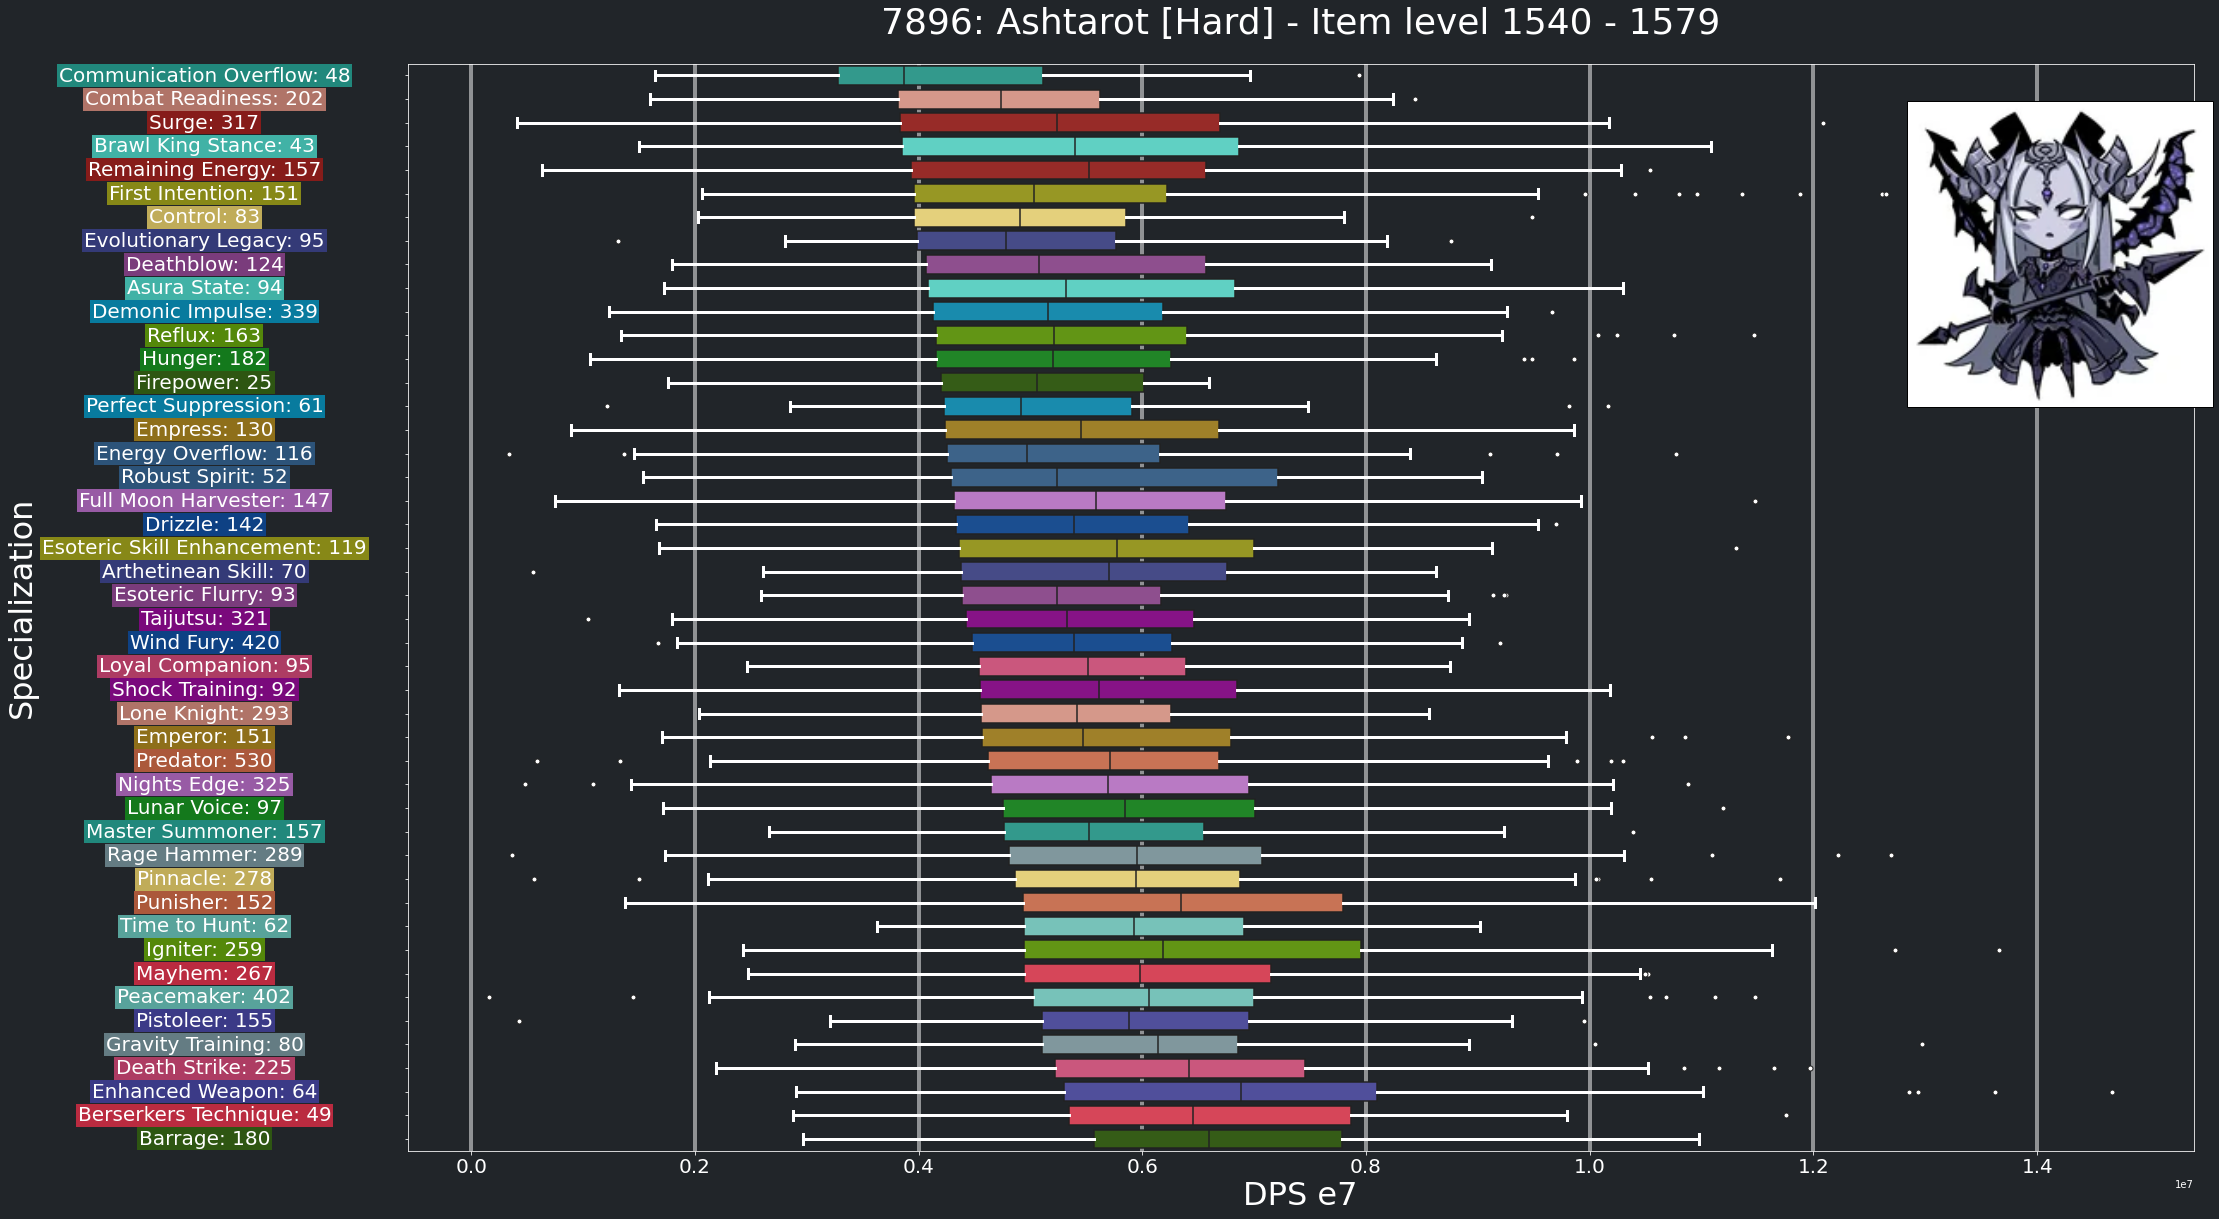 7896: Ashtarot [Hard] - Item level 1540 - 1579
Communication Overflow: 48
Combat Readiness: 202
Surge: 317
Brawl King Stance: 43
Remaining Energy: 157
First Intention: 151
Control: 83
Evolutionary Legacy: 95
Deathblow: 124
Asura State: 94
Demonic Impulse: 339
Reflux: 163
Hunger: 182
Firepower: 25
Perfect Suppression: 61
Empress: 130
Energy Overflow: 116
Robust Spirit: 52
Full Moon Harvester: 147
Drizzle: 142
Esoteric Skill Enhancement: 119
Arthetinean Skill: 70
Esoteric Flurry: 93
Taijutsu: 321
Wind Fury: 420
Loyal Companion: 95
Shock Training: 92
Lone Knight: 293
Emperor: 151
Predator: 530
Nights Edge: 325
Lunar Voice: 97
Master Summoner: 157
Rage Hammer: 289
Pinnacle: 278
Punisher: 152
Time to Hunt: 62
Igniter: 259
Mayhem: 267
Peacemaker: 402
Pistoleer: 155
Gravity Training: 80
Death Strike: 225
Enhanced Weapon: 64
Berserkers Technique: 49
Barrage: 180
Specialization
0.0 0.2 0.4 0.6 0.8 1.0 1.2 1.4
DPS e7
1e7